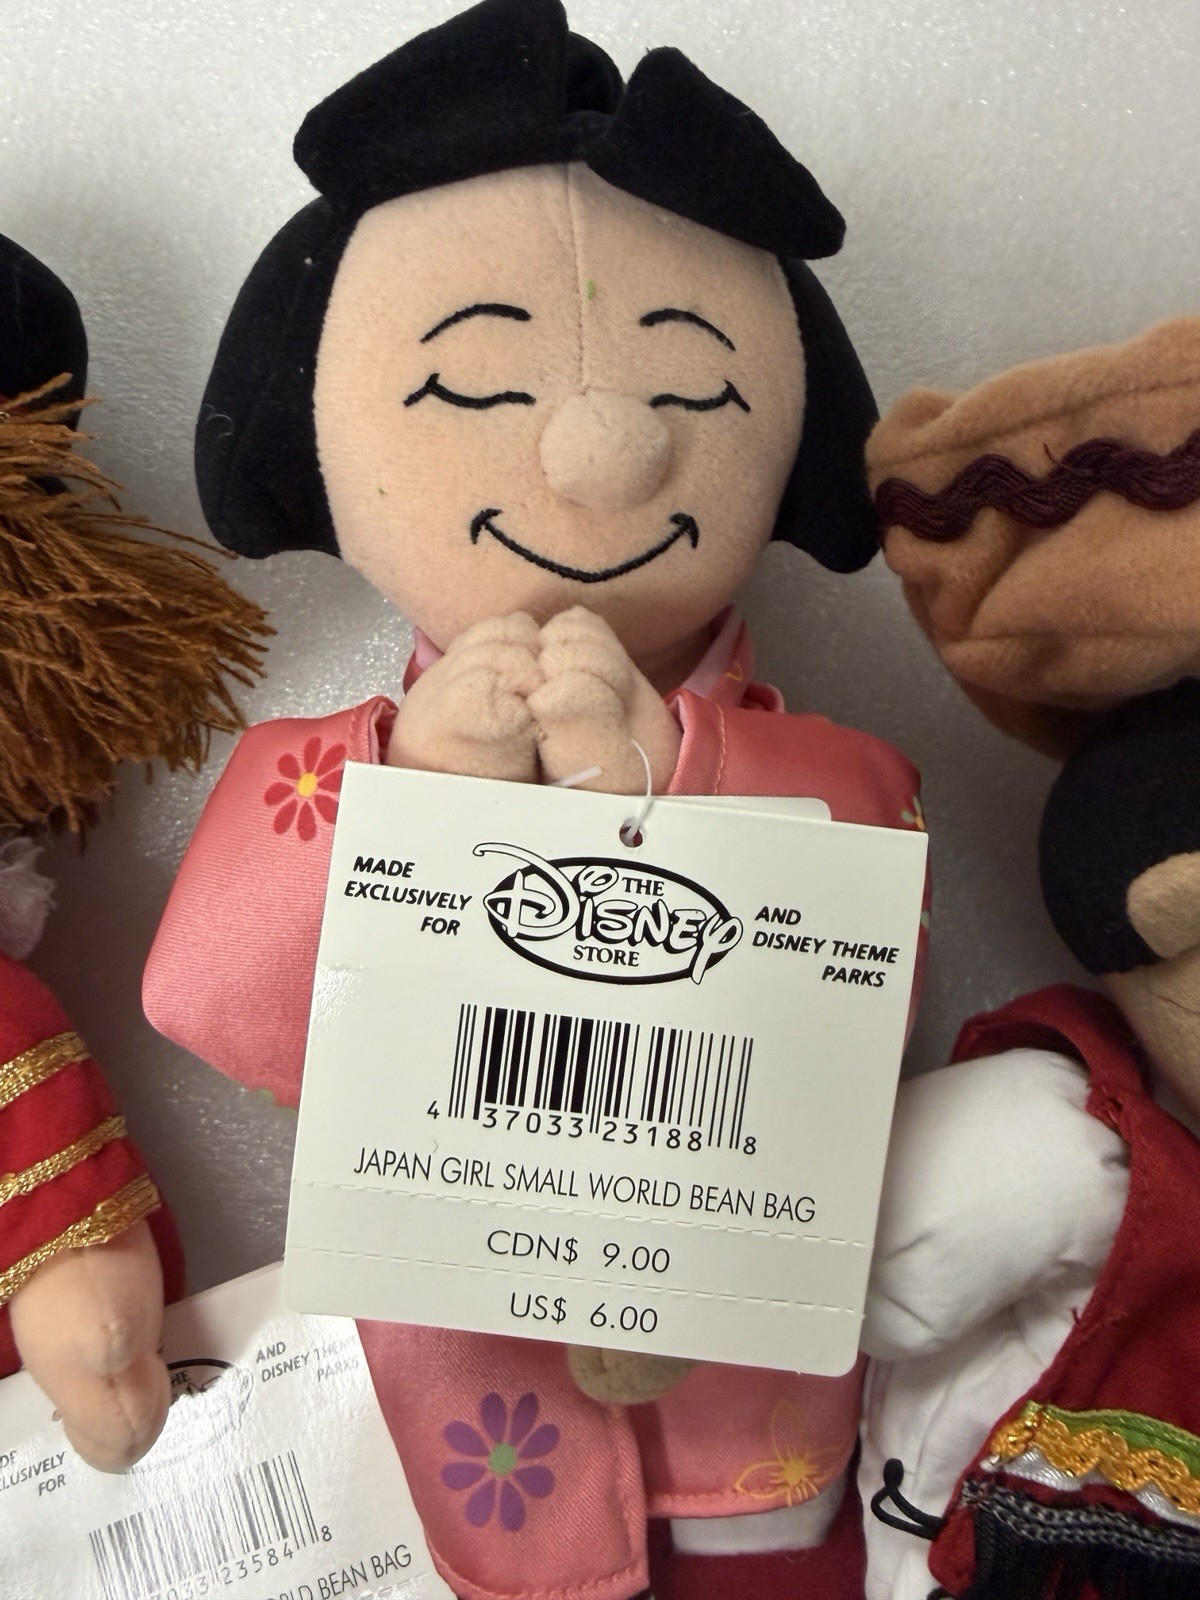 MADE
EXCLUSIVELY
FOR
THE
DISNEY
STORE
AND
DISNEY THEME
PARKS
4 37033 23188 8
JAPAN GIRL SMALL WORLD BEAN BAG
CDN$ 9.00
US$ 6.00
AND
DISNEY THEME
PARKS
FOR
23584 8
BEAN BAG